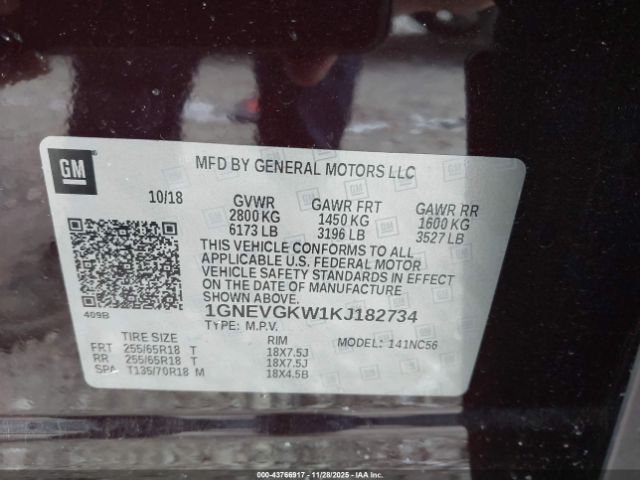 GM
MFD BY GENERAL MOTORS LLC
10/18 GVWR GAWR FRT GAWR RR
2800 KG 1450 KG 1600 KG
6173 LB 3196 LB 3527 LB
THIS VEHICLE CONFORMS TO ALL
APPLICABLE U.S. FEDERAL MOTOR
VEHICLE SAFETY STANDARDS IN EFFECT
ON THE DATE OF MANUFACTURE
SHOWN ABOVE.
409B
1GNEVGKW1KJ182734
TYPE: M.P.V.
TIRE SIZE RIM MODEL: 141NC56
FRT 255/65R18 T 18X7.5J
RR 255/65R18 T 18X7.5J
SPA T135/70R18 M 18X4.5B
00-43766917 - 11/28/2025 - IAA Inc.